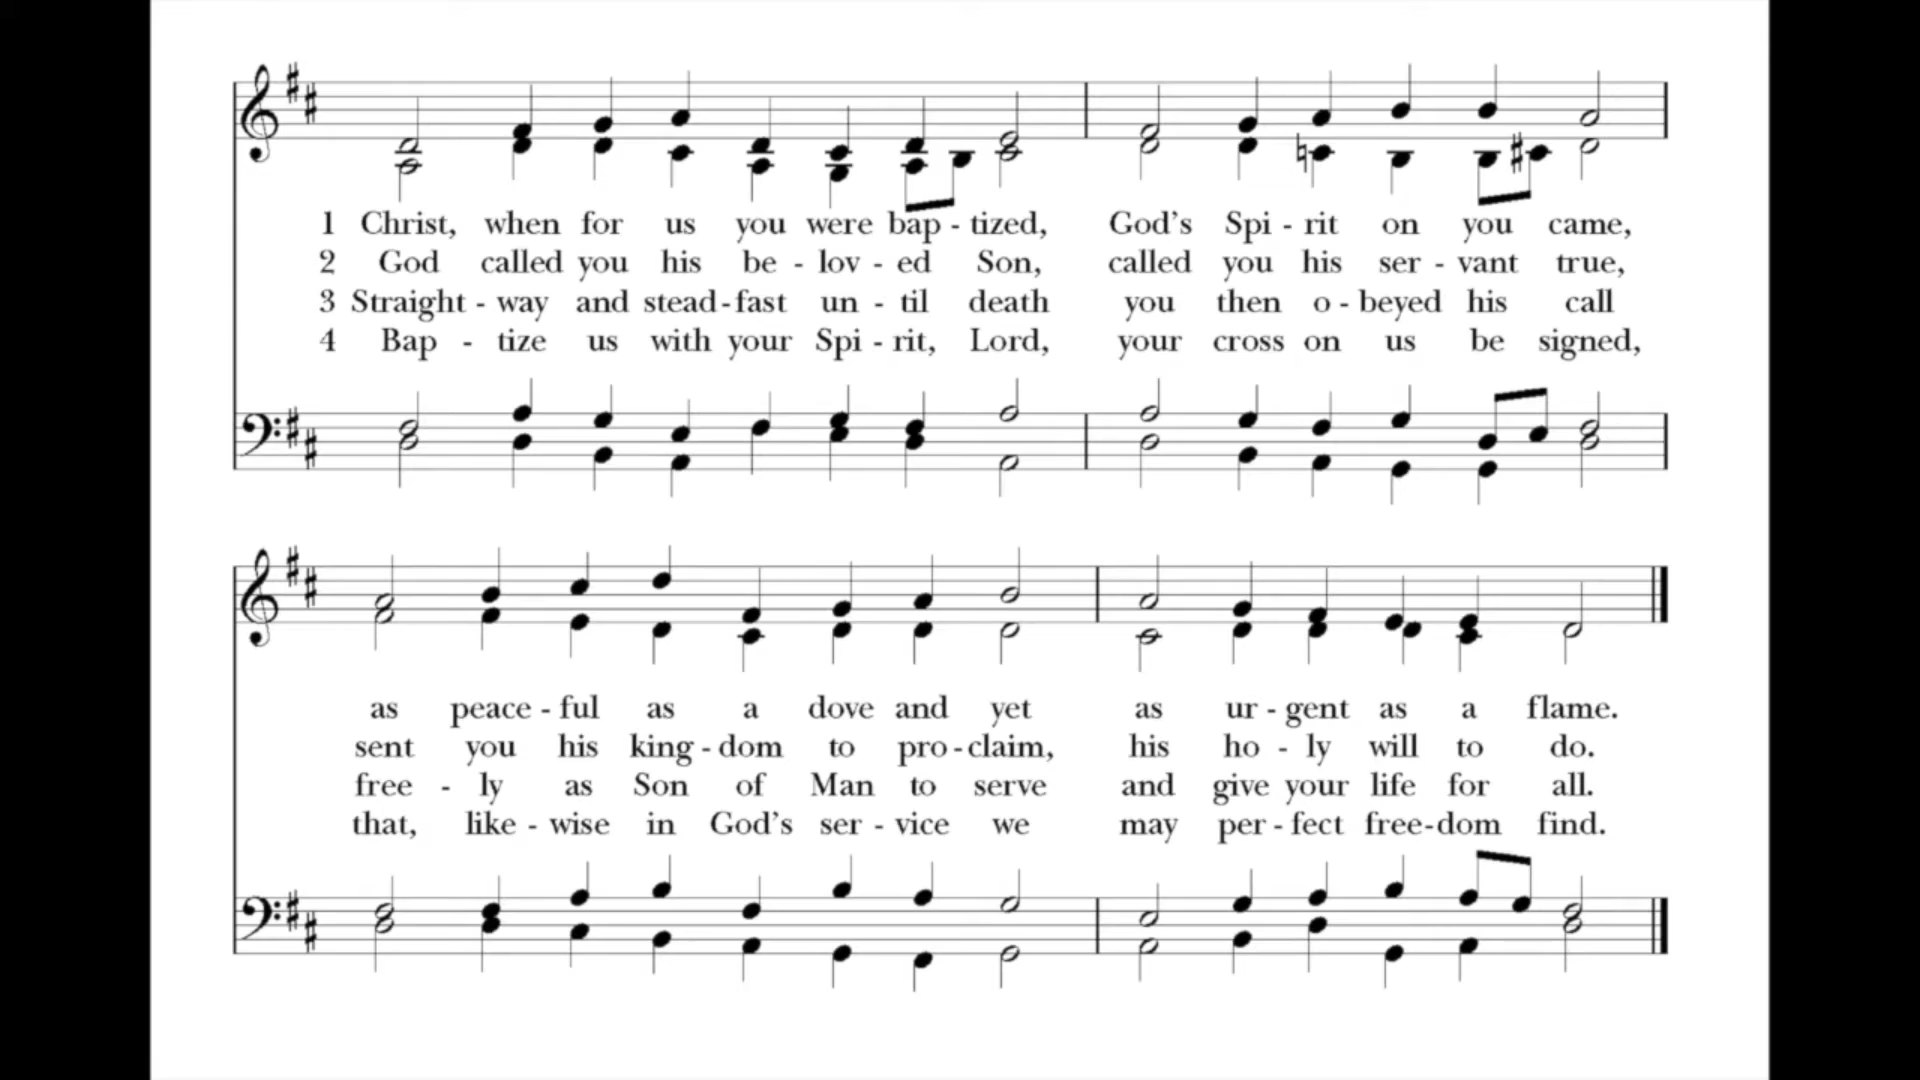 1 Christ, when for us you were bap - tized, God’s Spi - rit on you came,
2 God called you his be - lov - ed Son, called you his ser - vant true,
3 Straight - way and stead - fast un - til death you then o - beyed his call
4 Bap - tize us with your Spi - rit, Lord, your cross on us be signed,
as peace - ful as a dove and yet as ur - gent as a flame.
sent you his king - dom to pro - claim, his ho - ly will to do.
free - ly as Son of Man to serve and give your life for all.
that, like - wise in God’s ser - vice we may per - fect free - dom find.